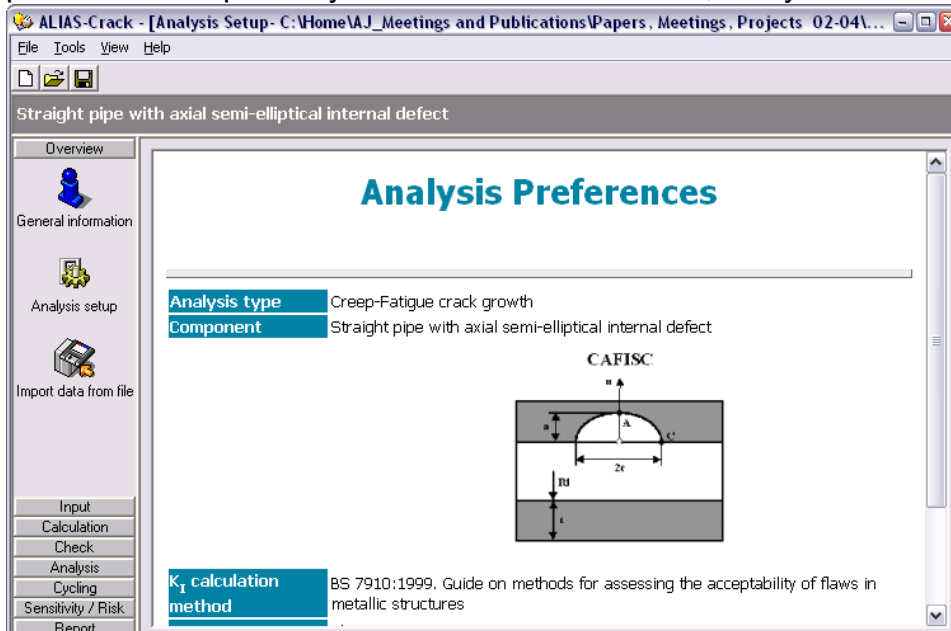 ALIAS-Crack - [Analysis Setup- C:\Home\AJ_Meetings and Publications\Papers, Meetings, Projects 02-04\...
File Tools View Help
Straight pipe with axial semi-elliptical internal defect
Overview
General information
Analysis setup
Import data from file
Input
Calculation
Check
Analysis
Cycling
Sensitivity / Risk
Report
Analysis Preferences
Analysis type Creep-Fatigue crack growth
Component Straight pipe with axial semi-elliptical internal defect
CAFISC
u
a
A
C
2c
t
K_I calculation method BS 7910:1999. Guide on methods for assessing the acceptability of flaws in
metallic structures